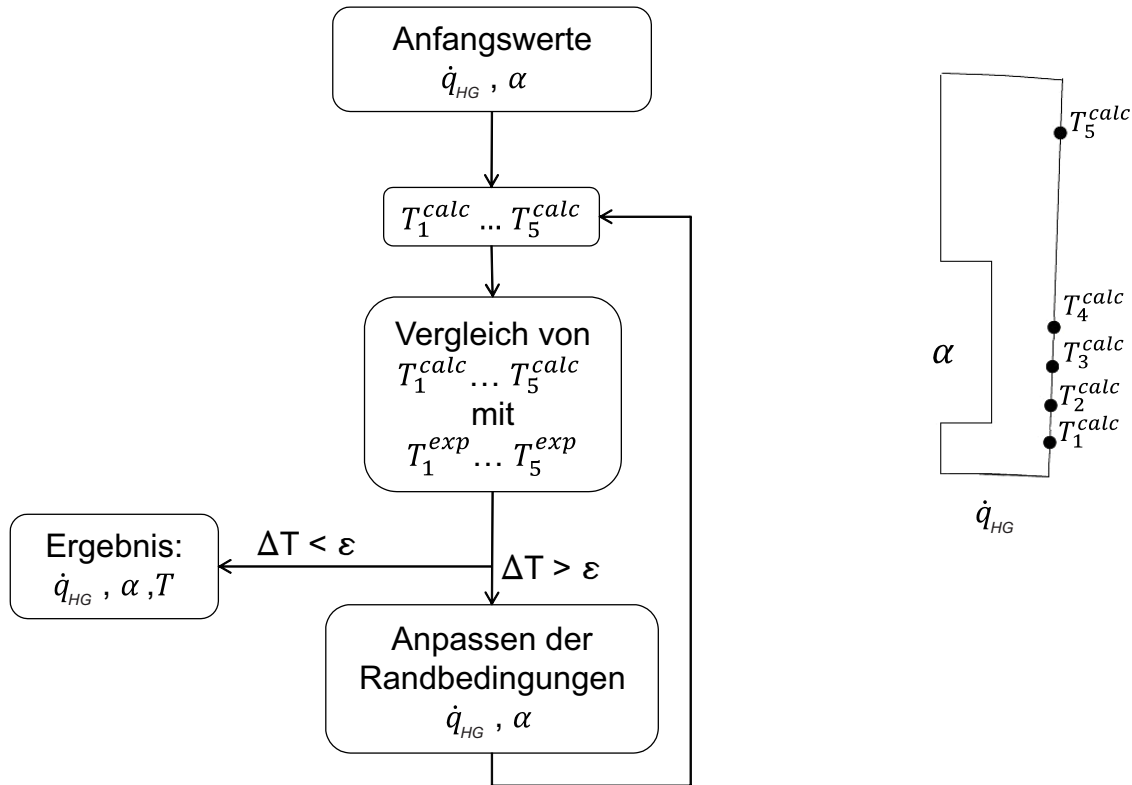 Anfangswerte
q̇_HG , α
T_1^calc ... T_5^calc
Vergleich von
T_1^calc ... T_5^calc
mit
T_1^exp ... T_5^exp
ΔT < ε
ΔT > ε
Ergebnis:
q̇_HG , α ,T
Anpassen der
Randbedingungen
q̇_HG , α
T_5^calc
T_4^calc
α
T_3^calc
T_2^calc
T_1^calc
q̇_HG